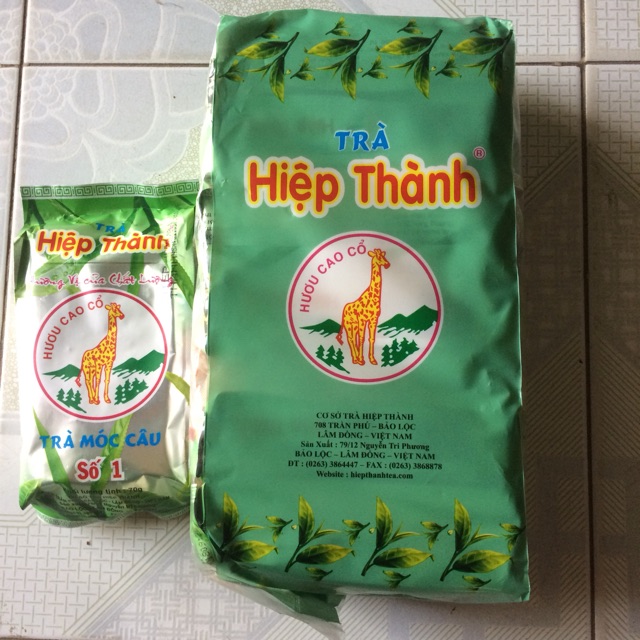 TRÀ
Hiệp Thành
HƯƠU CAO CỔ
TRÀ MÓC CÂU
Số 1
TRÀ
Hiệp Thành®
HƯƠU CAO CỔ
CƠ SỞ TRÀ HIỆP THÀNH
708 TRẦN PHÚ – BẢO LỘC
LÂM ĐỒNG – VIỆT NAM
Sản Xuất : 79/12 Nguyễn Tri Phương
BẢO LỘC – LÂM ĐỒNG – VIỆT NAM
ĐT : (0263) 3864447 – FAX : (0263) 3868878
Website : hiepthanhtea.com